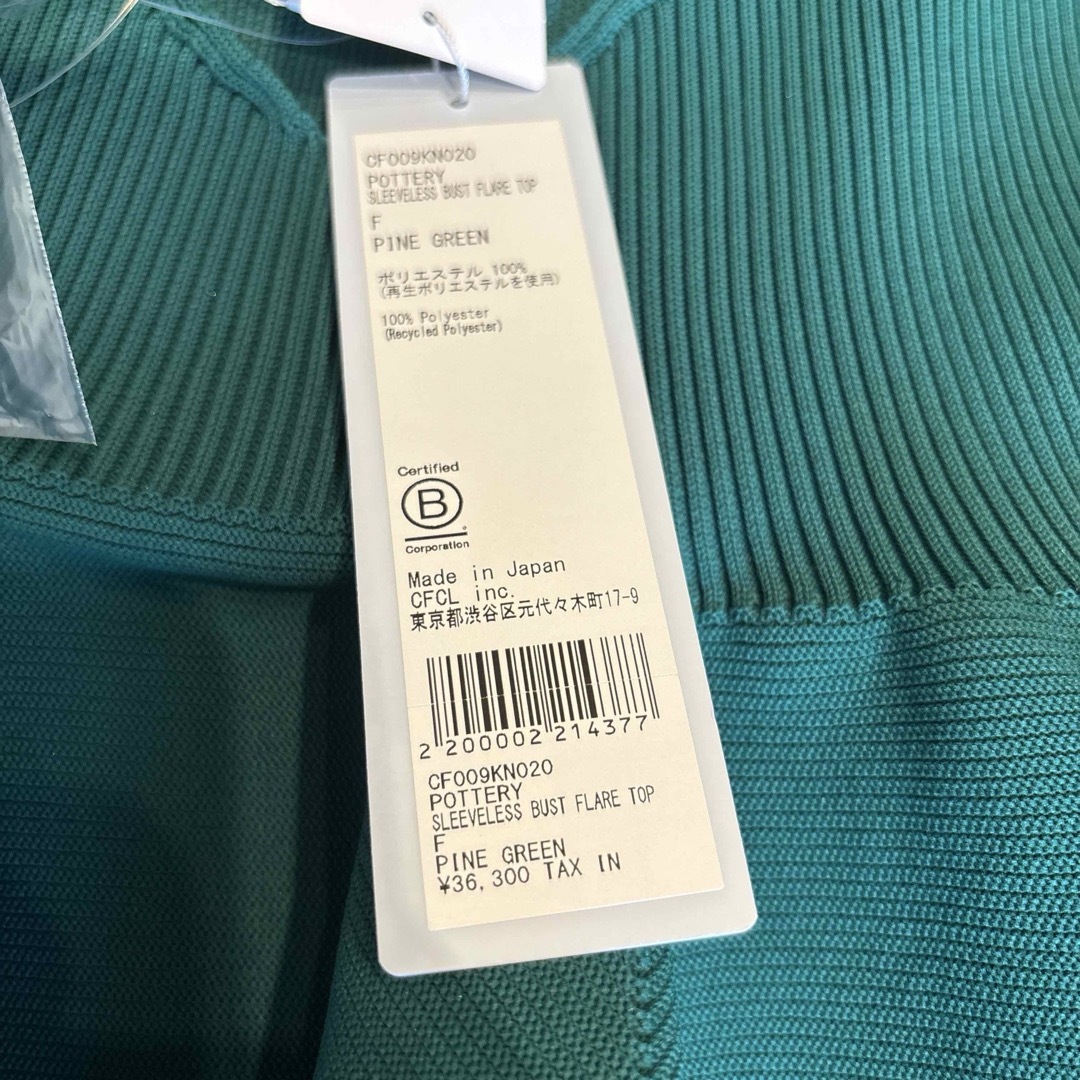 CF009KN020
POTTERY
SLEEVELESS BUST FLARE TOP
F
PINE GREEN
ポリエステル 100%
(再生ポリエステルを使用)
100% Polyester
(Recycled Polyester)
Certified
B
Corporation
Made in Japan
CFCL inc.
東京都渋谷区元代々木町17-9
2 200002 214377
CF009KN020
POTTERY
SLEEVELESS BUST FLARE TOP
F
PINE GREEN
¥36,300 TAX IN